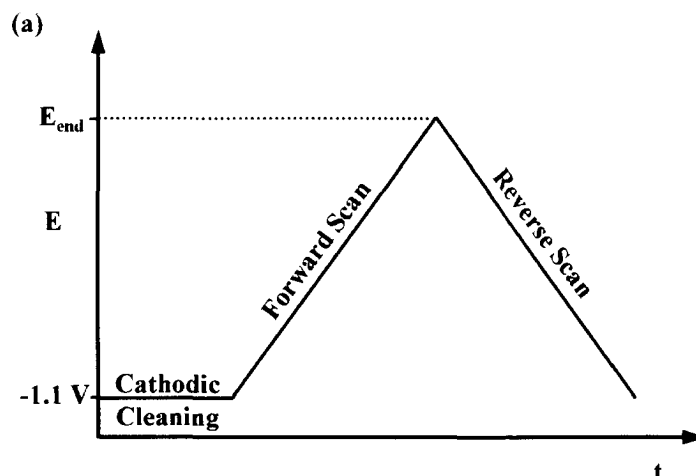 (a)
E_end
E
Forward Scan
Reverse Scan
-1.1 V
Cathodic
Cleaning
t